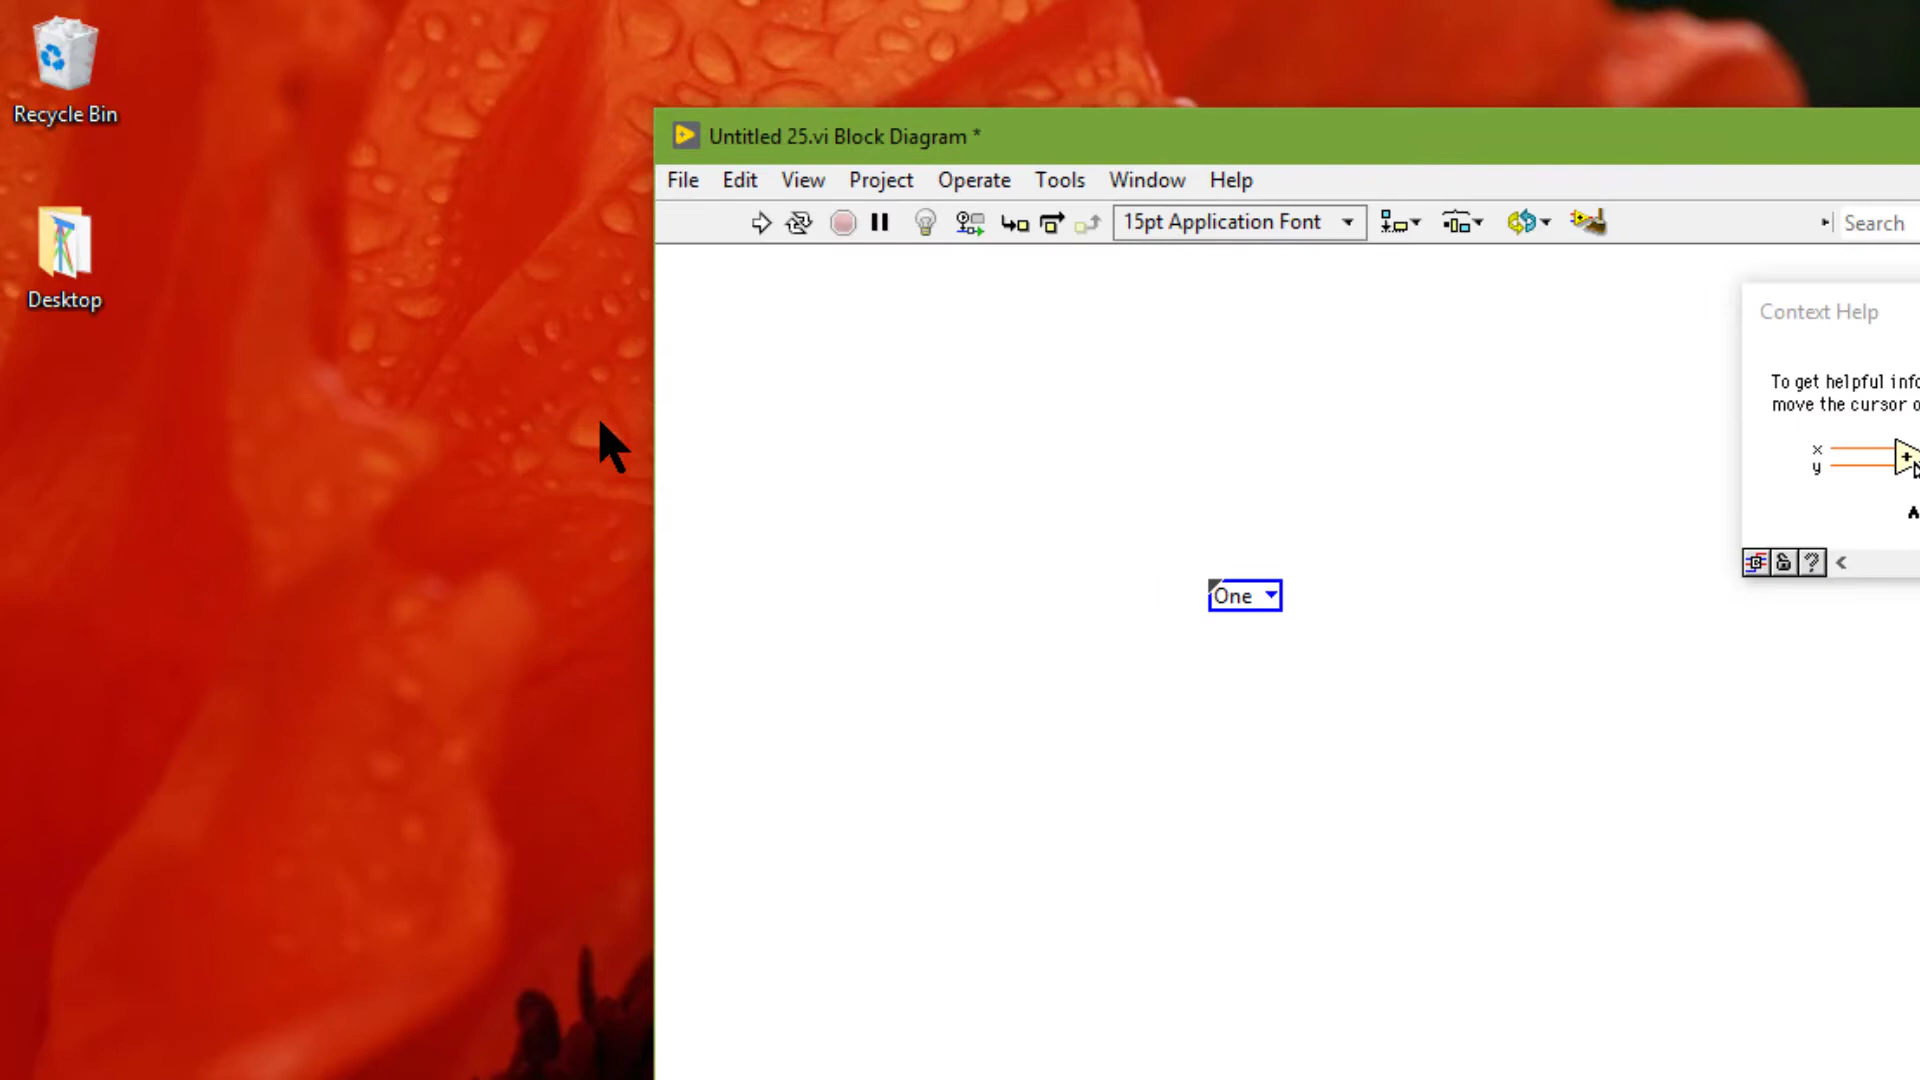 Recycle Bin
Desktop
Untitled 25.vi Block Diagram *
File Edit View Project Operate Tools Window Help
15pt Application Font
Search
Context Help
To get helpful info
move the cursor o
x
y
One